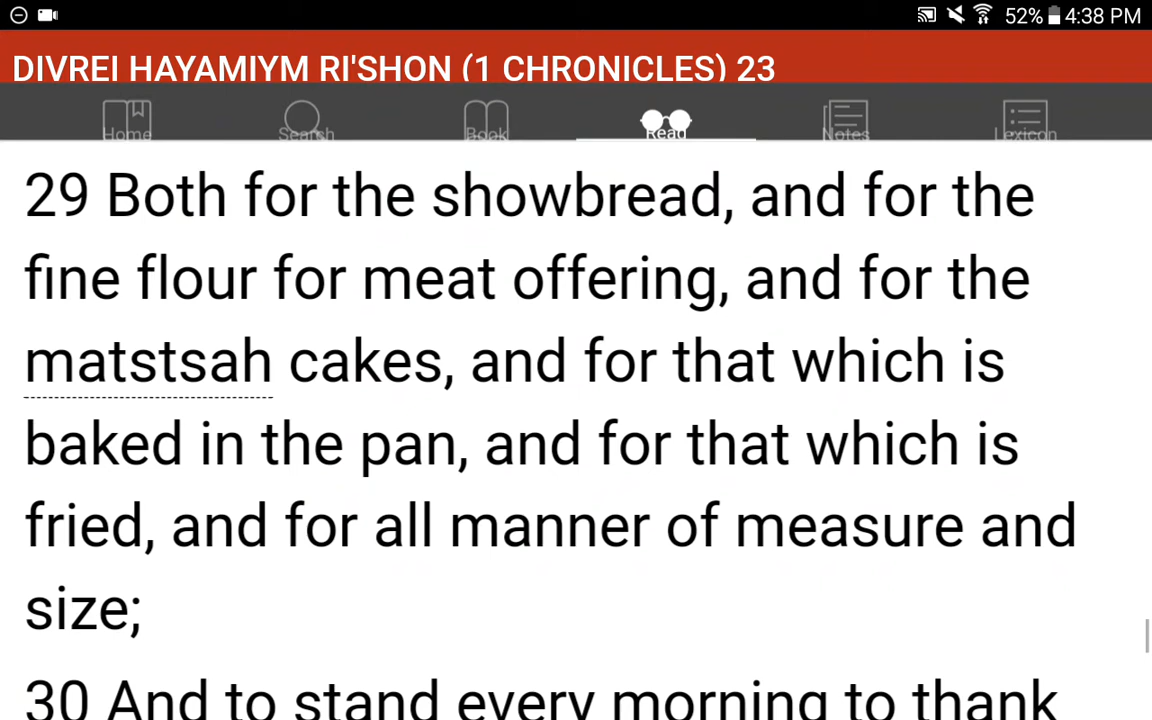 52% 4:38 PM
DIVREI HAYAMIYM RI'SHON (1 CHRONICLES) 23
Home Search Book Read Notes Lexicon
29 Both for the showbread, and for the
fine flour for meat offering, and for the
matstsah cakes, and for that which is
baked in the pan, and for that which is
fried, and for all manner of measure and
size;
30 And to stand every morning to thank